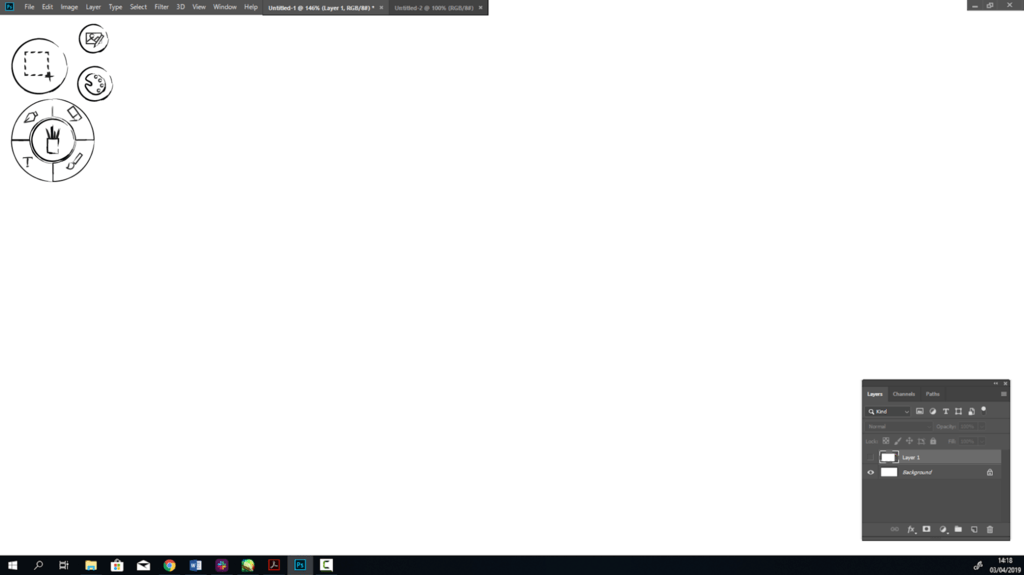 Ps File Edit Image Layer Type Select Filter 3D View Window Help Untitled-1 @ 146% (Layer 1, RGB/8#) * × Untitled-2 @ 100% (RGB/8#) ×
T
Layers Channels Paths
Kind
Normal Opacity: 100%
Lock: Fill: 100%
Layer 1
Background
fx
Ps
14:18
03/04/2019